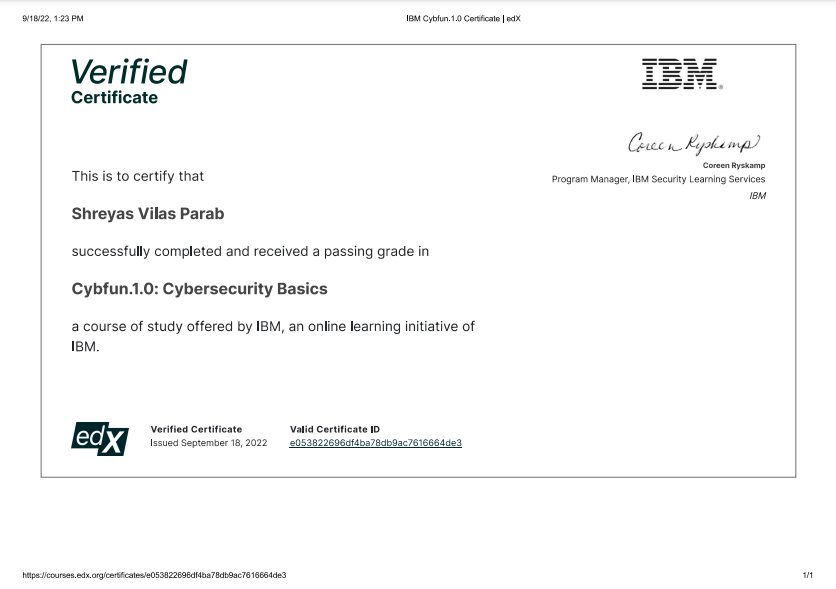 9/18/22, 1:23 PM
IBM Cybfun.1.0 Certificate | edX
Verified
Certificate
IBM®
Coreen Ryskamp
Coreen Ryskamp
Program Manager, IBM Security Learning Services
IBM
This is to certify that
Shreyas Vilas Parab
successfully completed and received a passing grade in
Cybfun.1.0: Cybersecurity Basics
a course of study offered by IBM, an online learning initiative of
IBM.
edX
Verified Certificate
Issued September 18, 2022
Valid Certificate ID
e053822696df4ba78db9ac7616664de3
https://courses.edx.org/certificates/e053822696df4ba78db9ac7616664de3
1/1